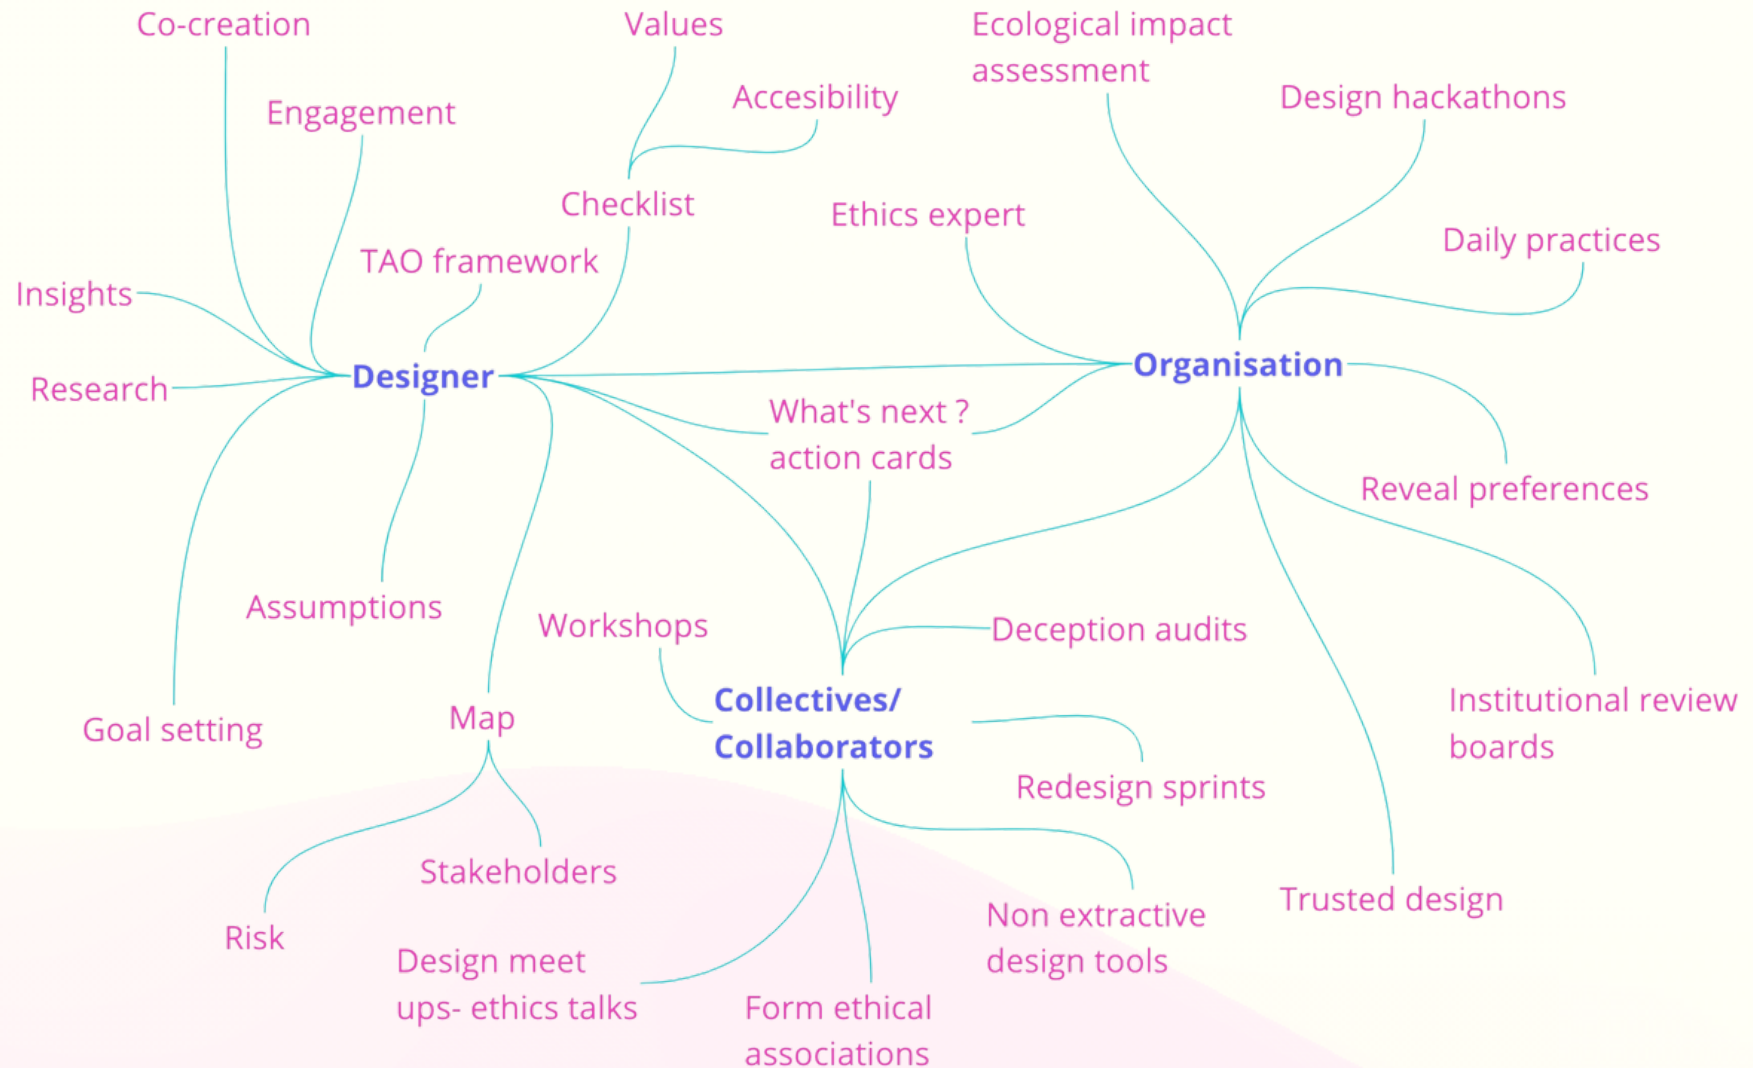 Co-creation
Values
Ecological impact
assessment
Accesibility
Design hackathons
Engagement
Checklist
Ethics expert
Daily practices
TAO framework
Insights
Designer
Organisation
Research
What's next ?
action cards
Reveal preferences
Assumptions
Workshops
Deception audits
Collectives/
Collaborators
Institutional review
boards
Goal setting
Map
Redesign sprints
Stakeholders
Trusted design
Risk
Non extractive
design tools
Design meet
ups- ethics talks
Form ethical
associations